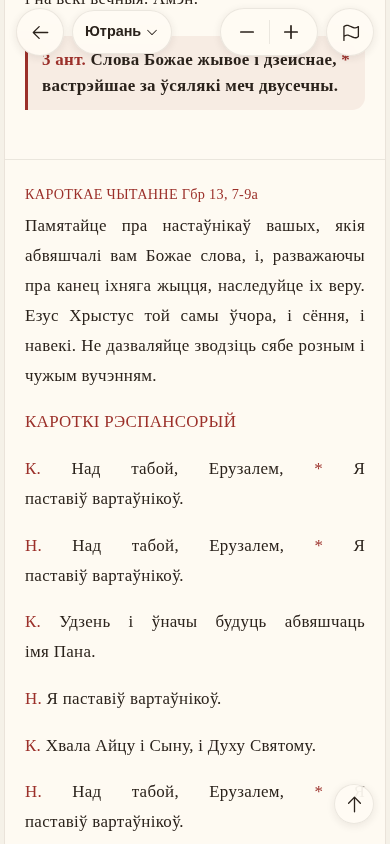 і на векі вечныя. Амэн.
Ютрань
3 ант. Слова Божае жывое і дзейснае, *
вастрэйшае за ўсялякі меч двусечны.
КАРОТКАЕ ЧЫТАННЕ Гбр 13, 7-9а
Памятайце пра настаўнікаў вашых, якія
абвяшчалі вам Божае слова, і, разважаючы
пра канец іхняга жыцця, наследуйце іх веру.
Езус Хрыстус той самы ўчора, і сёння, і
навекі. Не дазваляйце зводзіць сябе розным і
чужым вучэнням.
КАРОТКІ РЭСПАНСОРЫЙ
К. Над табой, Ерузалем, * Я
паставіў вартаўнікоў.
Н. Над табой, Ерузалем, * Я
паставіў вартаўнікоў.
К. Удзень і ўначы будуць абвяшчаць
імя Пана.
Н. Я паставіў вартаўнікоў.
К. Хвала Айцу і Сыну, і Духу Святому.
Н. Над табой, Ерузалем, *
паставіў вартаўнікоў.